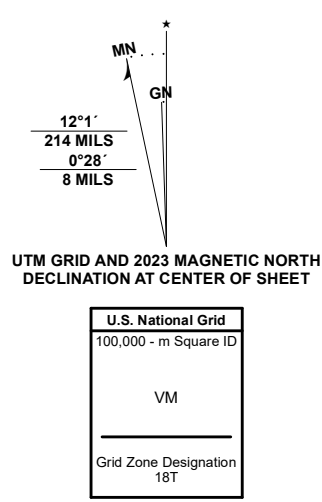 MN
GN
12°1´
214 MILS
0°28´
8 MILS
UTM GRID AND 2023 MAGNETIC NORTH
DECLINATION AT CENTER OF SHEET
U.S. National Grid
100,000 - m Square ID
VM
Grid Zone Designation
18T